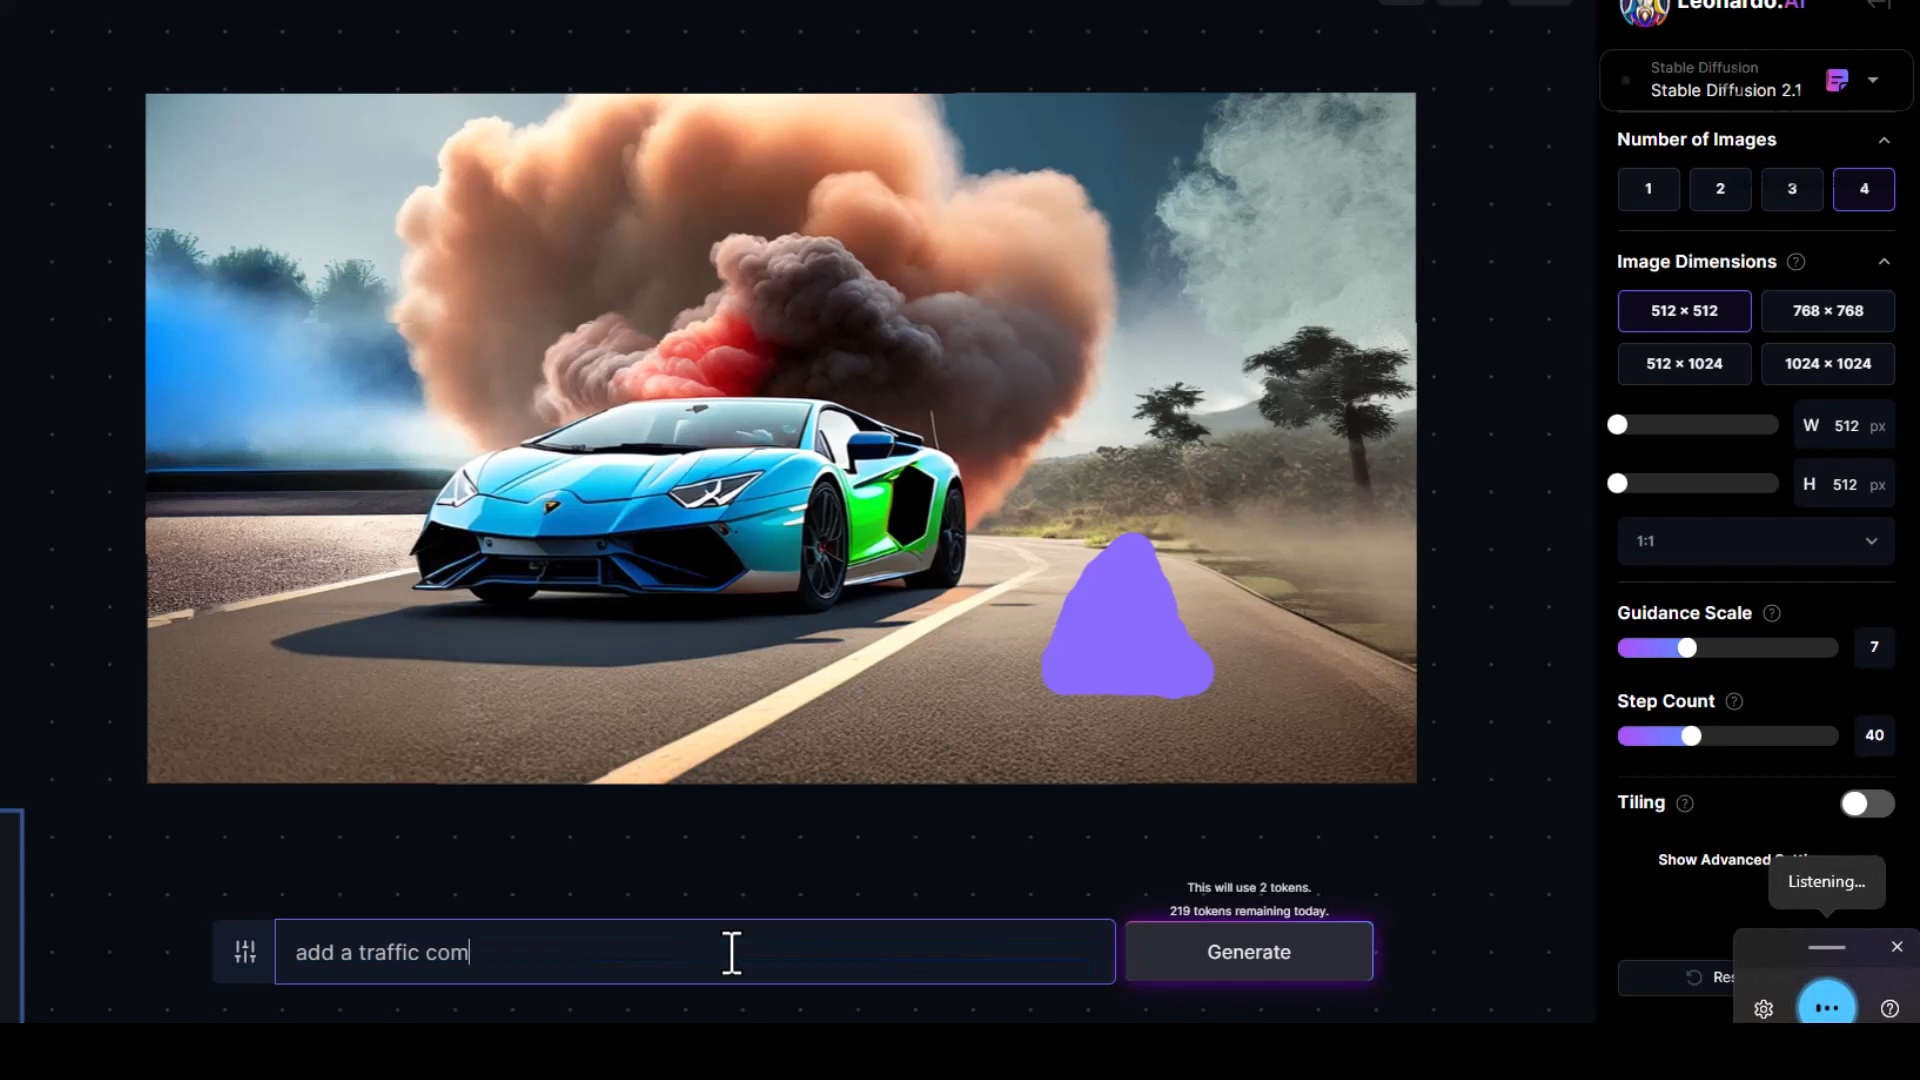 Leonardo.AI
Stable Diffusion
Stable Diffusion 2.1
Number of Images
1
2
3
4
Image Dimensions
512 × 512
768 × 768
512 × 1024
1024 × 1024
W 512 px
H 512 px
1:1
Guidance Scale
7
Step Count
40
Tiling
Show Advanced
Listening...
This will use 2 tokens.
219 tokens remaining today.
add a traffic com
Generate
Res